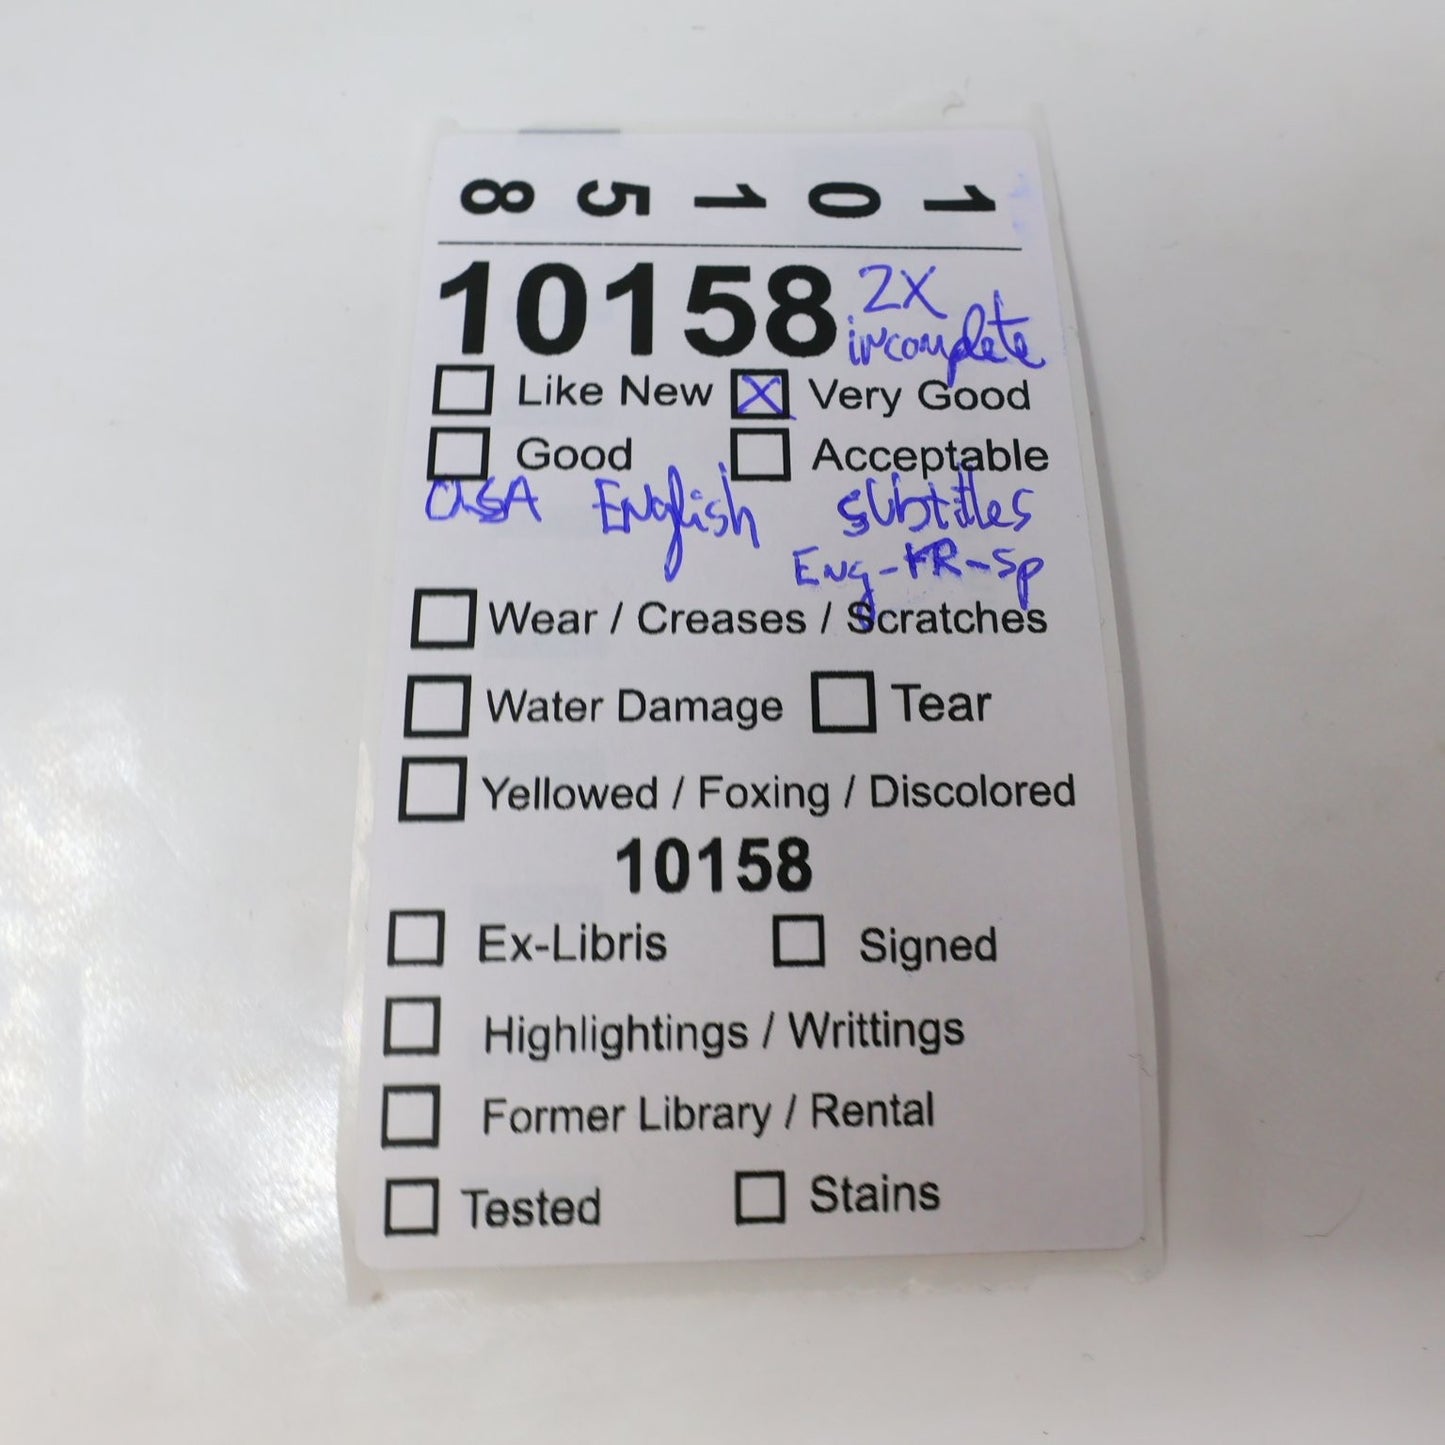 8 5 1 0 1
10158 2X
incomplete
Like New X Very Good
Good Acceptable
USA English subtitles
Eng-FR-Sp
Wear / Creases / Scratches
Water Damage Tear
Yellowed / Foxing / Discolored
10158
Ex-Libris Signed
Highlightings / Writtings
Former Library / Rental
Tested Stains